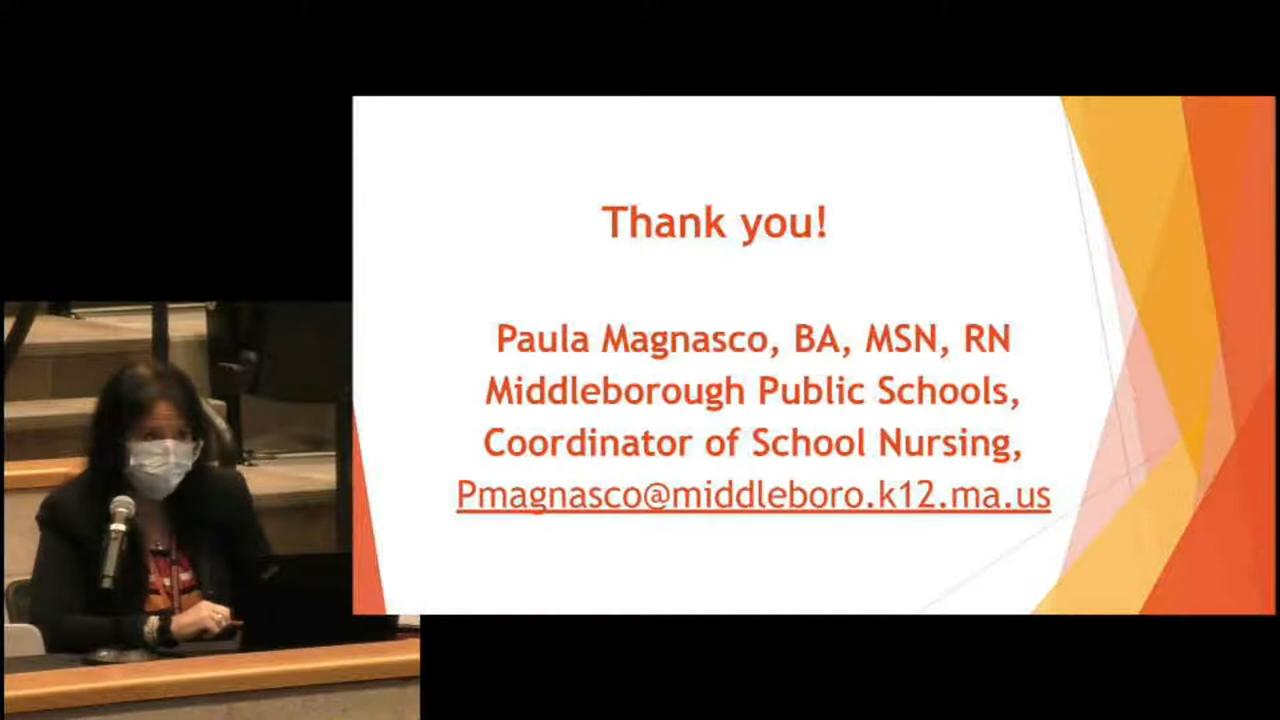 Thank you!
Paula Magnasco, BA, MSN, RN
Middleborough Public Schools,
Coordinator of School Nursing,
Pmagnasco@middleboro.k12.ma.us